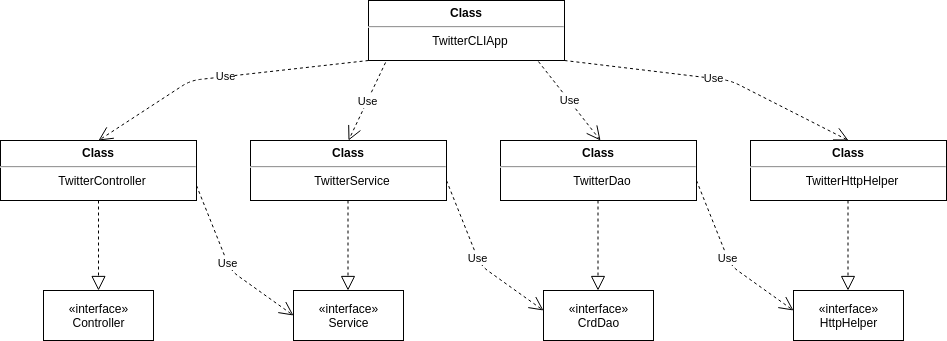 Class
TwitterCLIApp
Use
Use
Use
Use
Class
TwitterController
Class
TwitterService
Class
TwitterDao
Class
TwitterHttpHelper
Use
Use
Use
«interface»
Controller
«interface»
Service
«interface»
CrdDao
«interface»
HttpHelper